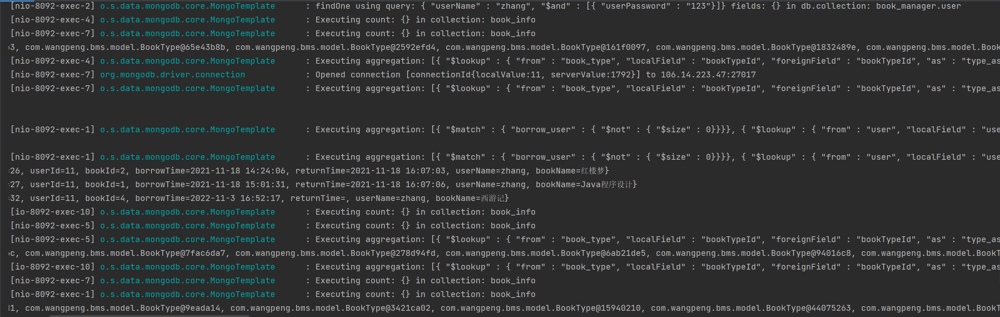 [nio-8092-exec-2] o.s.data.mongodb.core.MongoTemplate : findOne using query: { "userName" : "zhang", "$and" : [{ "userPassword" : "123"}]} fields: {} in db.collection: book_manager.user
[nio-8092-exec-4] o.s.data.mongodb.core.MongoTemplate : Executing count: {} in collection: book_info
[nio-8092-exec-7] o.s.data.mongodb.core.MongoTemplate : Executing count: {} in collection: book_info
3, com.wangpeng.bms.model.BookType@65e43b8b, com.wangpeng.bms.model.BookType@2592efd4, com.wangpeng.bms.model.BookType@161f0097, com.wangpeng.bms.model.BookType@1832489e, com.wangpeng.bms.model.Book
[nio-8092-exec-4] o.s.data.mongodb.core.MongoTemplate : Executing aggregation: [{ "$lookup" : { "from" : "book_type", "localField" : "bookTypeId", "foreignField" : "bookTypeId", "as" : "type_as
[nio-8092-exec-7] org.mongodb.driver.connection : Opened connection [connectionId{localValue:11, serverValue:1792}] to 106.14.223.47:27017
[nio-8092-exec-7] o.s.data.mongodb.core.MongoTemplate : Executing aggregation: [{ "$lookup" : { "from" : "book_type", "localField" : "bookTypeId", "foreignField" : "bookTypeId", "as" : "type_as
[nio-8092-exec-1] o.s.data.mongodb.core.MongoTemplate : Executing aggregation: [{ "$match" : { "borrow_user" : { "$not" : { "$size" : 0}}}}, { "$lookup" : { "from" : "user", "localField" : "use
[nio-8092-exec-1] o.s.data.mongodb.core.MongoTemplate : Executing aggregation: [{ "$match" : { "borrow_user" : { "$not" : { "$size" : 0}}}}, { "$lookup" : { "from" : "user", "localField" : "use
=26, userId=11, bookId=2, borrowTime=2021-11-18 14:24:06, returnTime=2021-11-18 16:07:03, userName=zhang, bookName=红楼梦}
=27, userId=11, bookId=1, borrowTime=2021-11-18 15:01:31, returnTime=2021-11-18 16:07:06, userName=zhang, bookName=Java程序设计}
=32, userId=11, bookId=4, borrowTime=2022-11-3 16:52:17, returnTime=, userName=zhang, bookName=西游记}
[io-8092-exec-10] o.s.data.mongodb.core.MongoTemplate : Executing count: {} in collection: book_info
[nio-8092-exec-5] o.s.data.mongodb.core.MongoTemplate : Executing count: {} in collection: book_info
[nio-8092-exec-5] o.s.data.mongodb.core.MongoTemplate : Executing aggregation: [{ "$lookup" : { "from" : "book_type", "localField" : "bookTypeId", "foreignField" : "bookTypeId", "as" : "type_as
c, com.wangpeng.bms.model.BookType@7fac6da7, com.wangpeng.bms.model.BookType@278d94fd, com.wangpeng.bms.model.BookType@6ab21de5, com.wangpeng.bms.model.BookType@94016c8, com.wangpeng.bms.model.BookT
[io-8092-exec-10] o.s.data.mongodb.core.MongoTemplate : Executing aggregation: [{ "$lookup" : { "from" : "book_type", "localField" : "bookTypeId", "foreignField" : "bookTypeId", "as" : "type_as
[nio-8092-exec-7] o.s.data.mongodb.core.MongoTemplate : Executing count: {} in collection: book_info
[nio-8092-exec-1] o.s.data.mongodb.core.MongoTemplate : Executing count: {} in collection: book_info
1, com.wangpeng.bms.model.BookType@9eada14, com.wangpeng.bms.model.BookType@3421ca02, com.wangpeng.bms.model.BookType@15940210, com.wangpeng.bms.model.BookType@44075263, com.wangpeng.bms.model.BookT